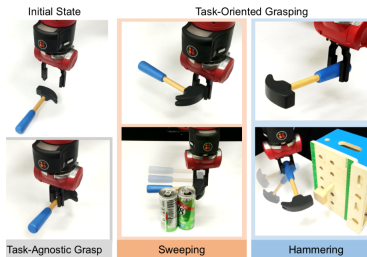 Initial State
Task-Oriented Grasping
Task-Agnostic Grasp
Sweeping
Hammering